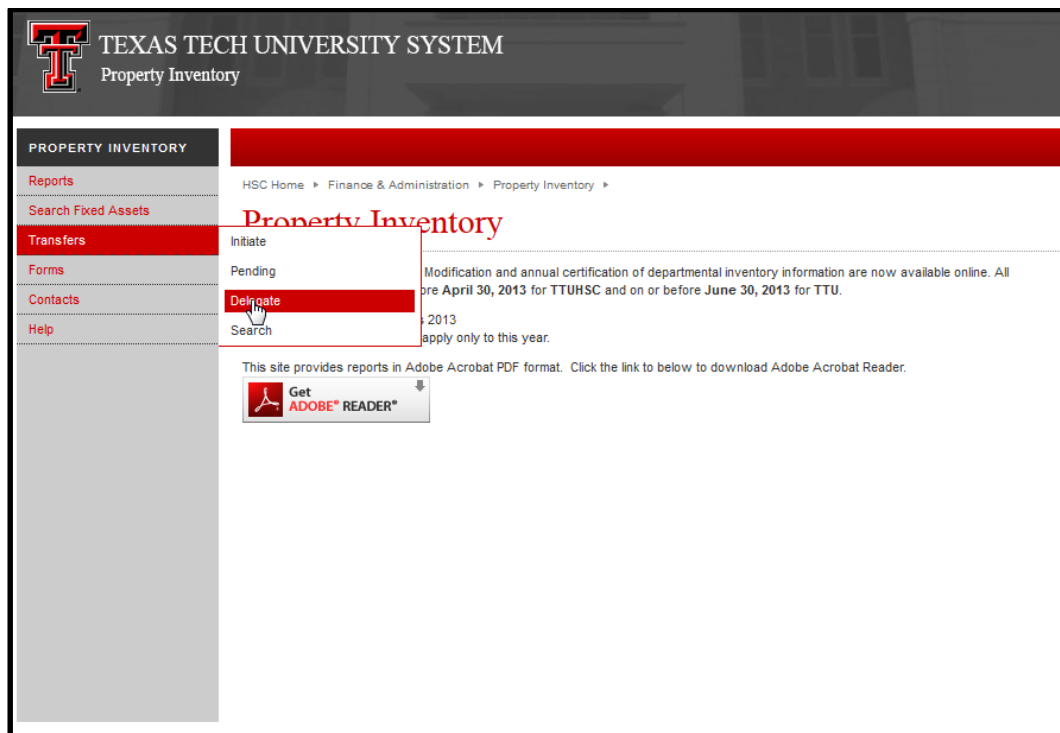 TEXAS TECH UNIVERSITY SYSTEM
Property Inventory
PROPERTY INVENTORY
Reports
Search Fixed Assets
Transfers
Forms
Contacts
Help
Initiate
Pending
Delegate
Search
HSC Home ▸ Finance & Administration ▸ Property Inventory ▸
Property Inventory
Modification and annual certification of departmental inventory information are now available online. All
April 30, 2013 for TTUHSC and on or before June 30, 2013 for TTU.
2013
apply only to this year.
This site provides reports in Adobe Acrobat PDF format. Click the link to below to download Adobe Acrobat Reader.
Get
ADOBE® READER®